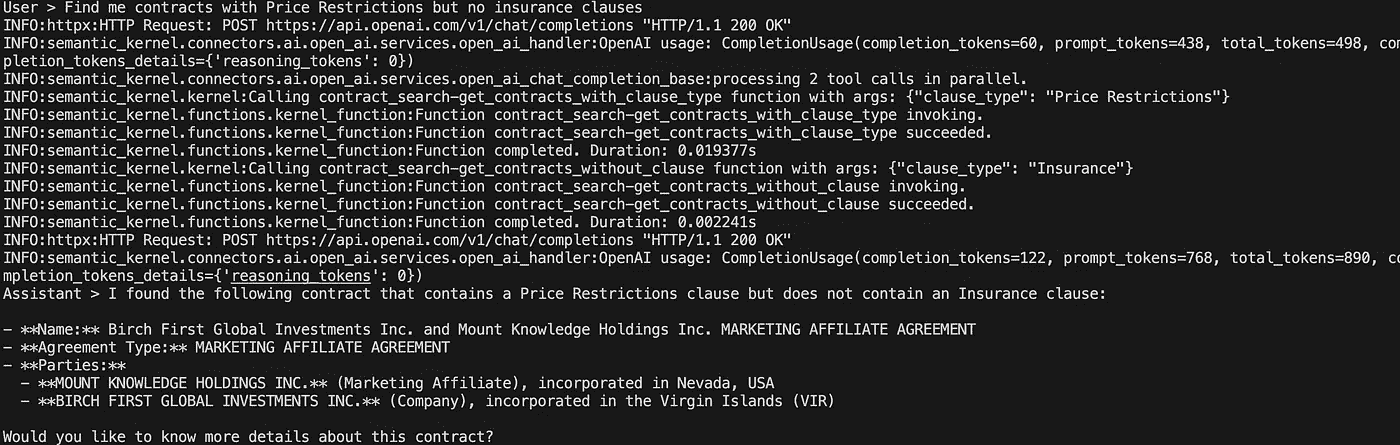 User > Find me contracts with Price Restrictions but no insurance clauses
INFO:httpx:HTTP Request: POST https://api.openai.com/v1/chat/completions "HTTP/1.1 200 OK"
INFO:semantic_kernel.connectors.ai.open_ai.services.open_ai_handler:OpenAI usage: CompletionUsage(completion_tokens=60, prompt_tokens=438, total_tokens=498, com
pletion_tokens_details={'reasoning_tokens': 0})
INFO:semantic_kernel.connectors.ai.open_ai.services.open_ai_chat_completion_base:processing 2 tool calls in parallel.
INFO:semantic_kernel.kernel:Calling contract_search-get_contracts_with_clause_type function with args: {"clause_type": "Price Restrictions"}
INFO:semantic_kernel.functions.kernel_function:Function contract_search-get_contracts_with_clause_type invoking.
INFO:semantic_kernel.functions.kernel_function:Function contract_search-get_contracts_with_clause_type succeeded.
INFO:semantic_kernel.functions.kernel_function:Function completed. Duration: 0.019377s
INFO:semantic_kernel.kernel:Calling contract_search-get_contracts_without_clause function with args: {"clause_type": "Insurance"}
INFO:semantic_kernel.functions.kernel_function:Function contract_search-get_contracts_without_clause invoking.
INFO:semantic_kernel.functions.kernel_function:Function contract_search-get_contracts_without_clause succeeded.
INFO:semantic_kernel.functions.kernel_function:Function completed. Duration: 0.002241s
INFO:httpx:HTTP Request: POST https://api.openai.com/v1/chat/completions "HTTP/1.1 200 OK"
INFO:semantic_kernel.connectors.ai.open_ai.services.open_ai_handler:OpenAI usage: CompletionUsage(completion_tokens=122, prompt_tokens=768, total_tokens=890, co
mpletion_tokens_details={'reasoning_tokens': 0})
Assistant > I found the following contract that contains a Price Restrictions clause but does not contain an Insurance clause:
- **Name:** Birch First Global Investments Inc. and Mount Knowledge Holdings Inc. MARKETING AFFILIATE AGREEMENT
- **Agreement Type:** MARKETING AFFILIATE AGREEMENT
- **Parties:**
- **MOUNT KNOWLEDGE HOLDINGS INC.** (Marketing Affiliate), incorporated in Nevada, USA
- **BIRCH FIRST GLOBAL INVESTMENTS INC.** (Company), incorporated in the Virgin Islands (VIR)
Would you like to know more details about this contract?